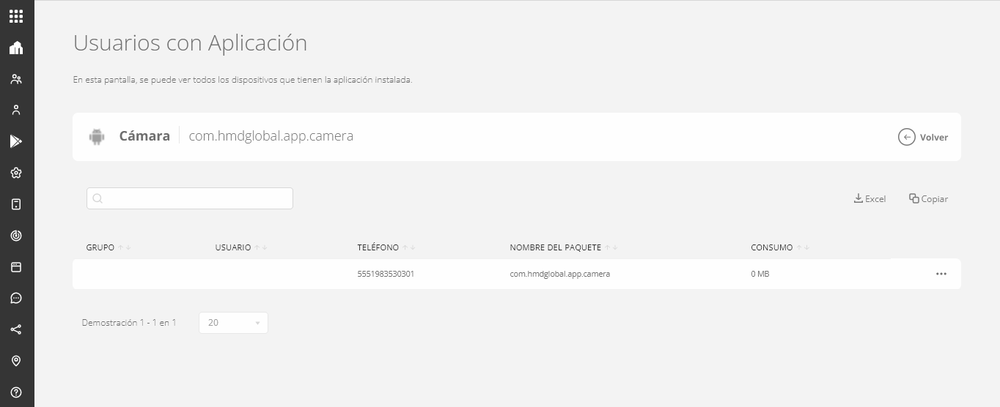 Usuarios con Aplicación
En esta pantalla, se puede ver todos los dispositivos que tienen la aplicación instalada.
Cámara com.hmdglobal.app.camera Volver
Excel Copiar
GRUPO USUARIO TELÉFONO NOMBRE DEL PAQUETE CONSUMO
5551983530301 com.hmdglobal.app.camera 0 MB
Demostración 1 - 1 en 1 20